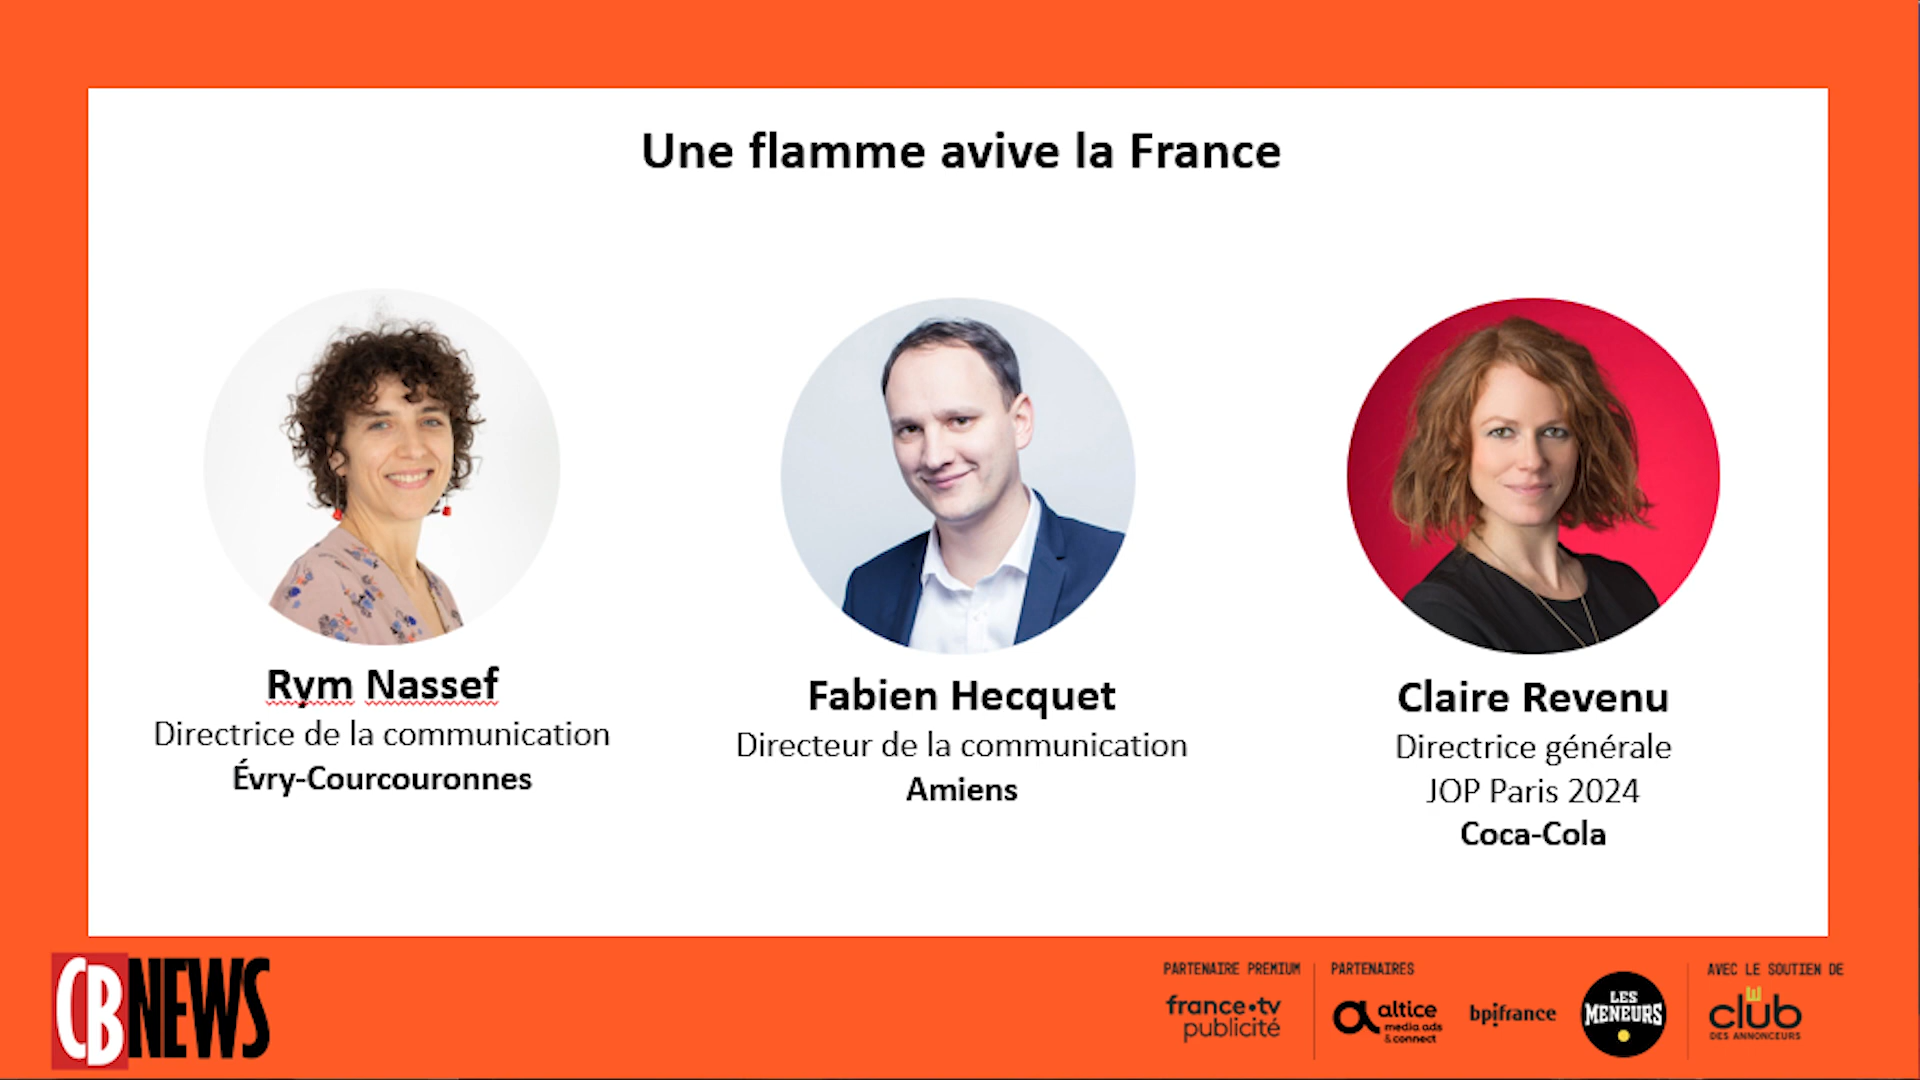 Une flamme avive la France
Rym Nassef
Directrice de la communication
Évry-Courcouronnes
Fabien Hecquet
Directeur de la communication
Amiens
Claire Revenu
Directrice générale
JOP Paris 2024
Coca-Cola
CBNEWS
PARTENAIRE PREMIUM
france•tv
publicité
PARTENAIRES
altice
media ads
& connect
bpifrance
LES
MENEURS
AVEC LE SOUTIEN DE
club
DES ANNONCEURS